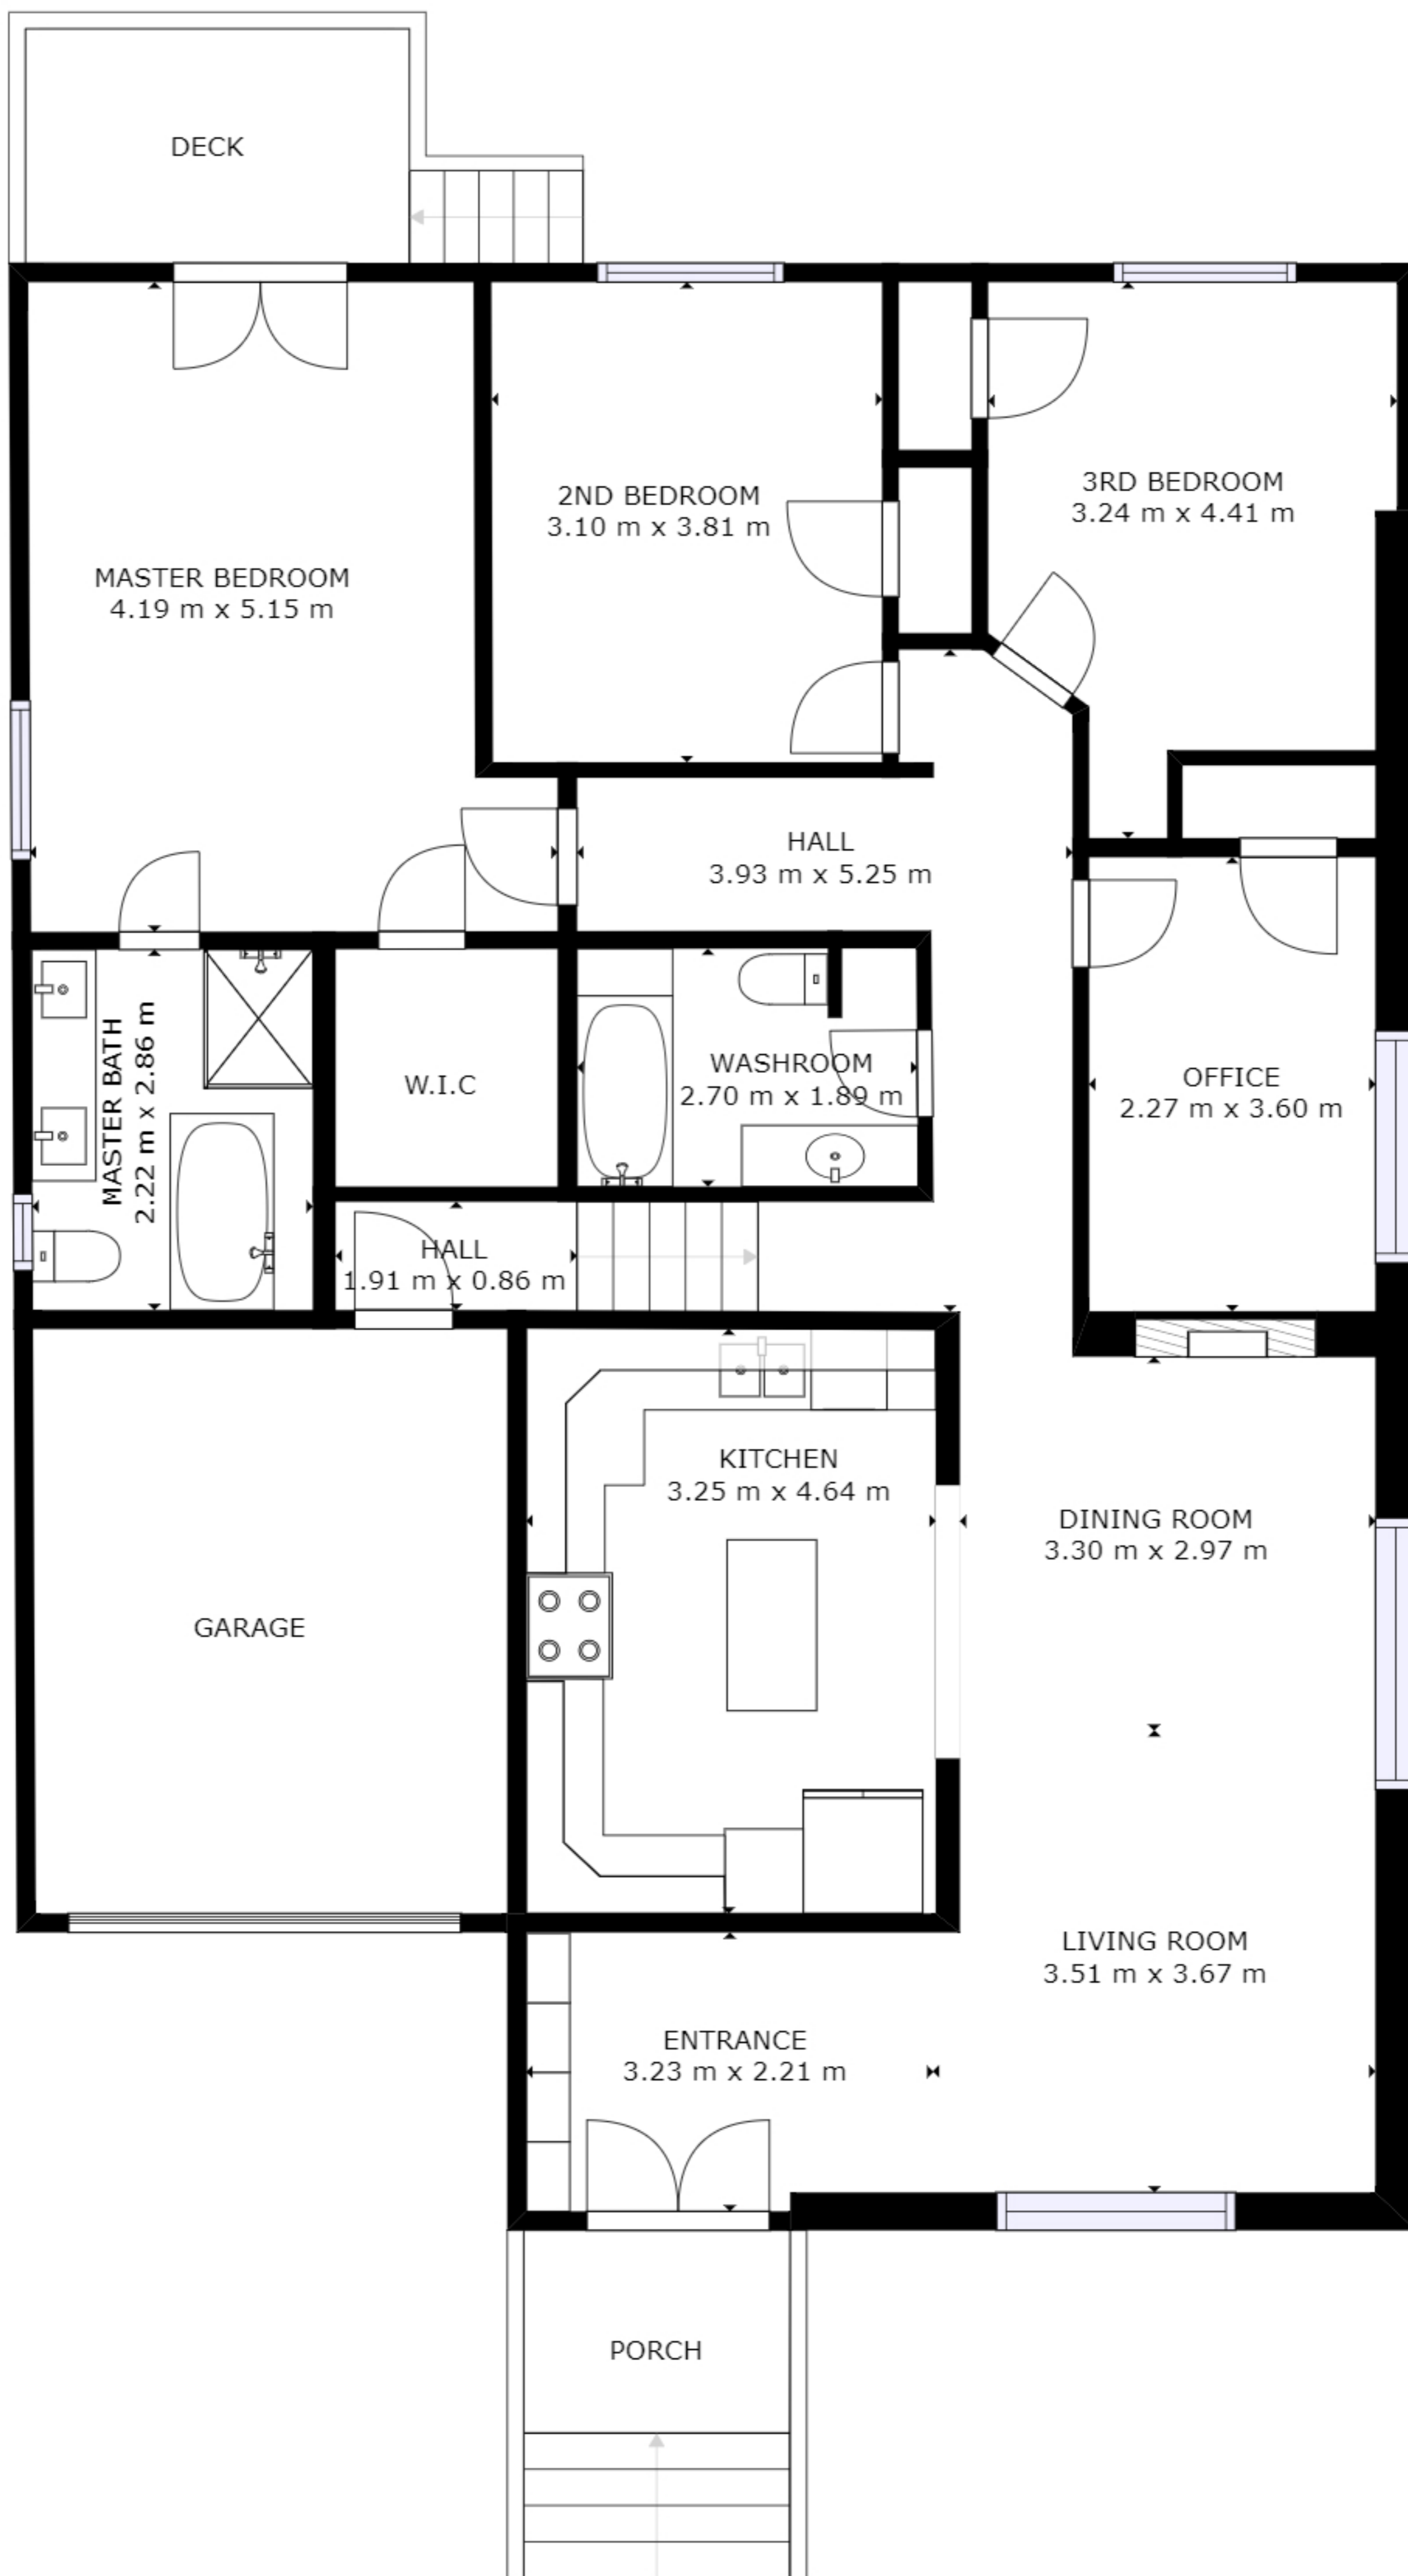 DECK
2ND BEDROOM
3.10 m x 3.81 m
3RD BEDROOM
3.24 m x 4.41 m
MASTER BEDROOM
4.19 m x 5.15 m
HALL
3.93 m x 5.25 m
MASTER BATH
2.22 m x 2.86 m
W.I.C
WASHROOM
2.70 m x 1.89 m
OFFICE
2.27 m x 3.60 m
HALL
1.91 m x 0.86 m
KITCHEN
3.25 m x 4.64 m
DINING ROOM
3.30 m x 2.97 m
GARAGE
LIVING ROOM
3.51 m x 3.67 m
ENTRANCE
3.23 m x 2.21 m
PORCH